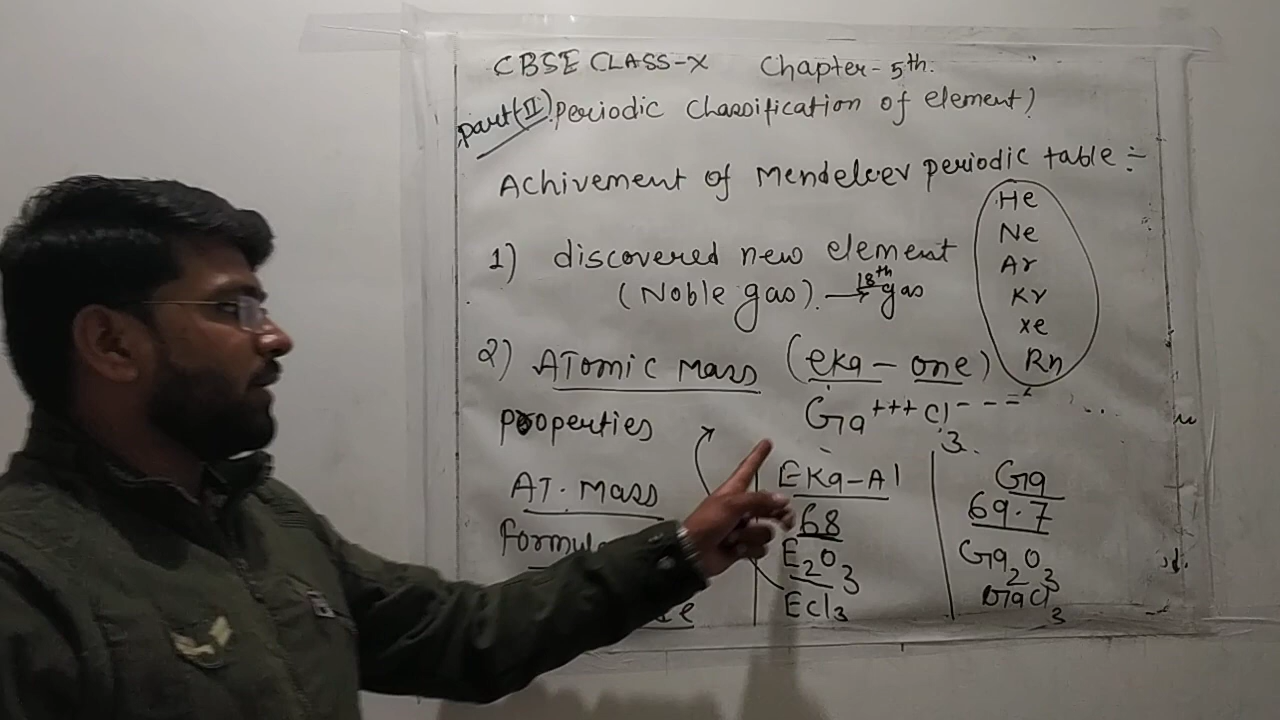 CBSE CLASS-X Chapter-5th.
Part(II) Periodic Classification of element)
Achivement of Mendeleev periodic table :-
1) discovered new element
(Noble gas). → 18th gas
He
Ne
Ar
Kr
Xe
Rn
2) ATomic Mass (eka-one)
Ga+++ Cl---
3
properties
Eka-Al Ga
AT. Mass 68 69.7
E2O3 Ga2O3
ECl3 GaCl3